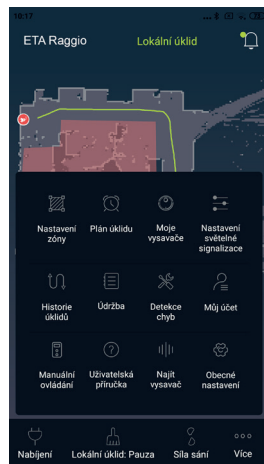 18:17
ETA Raggio
Lokální úklid
Nastavení zóny
Plán úklidu
Moje vysavače
Nastavení světelné signalizace
Historie úklidů
Údržba
Detekce chyb
Můj účet
Manuální ovládání
Uživatelská příručka
Najít vysavač
Obecné nastavení
Nabíjení
Lokální úklid: Pauza
Síla sání
Více